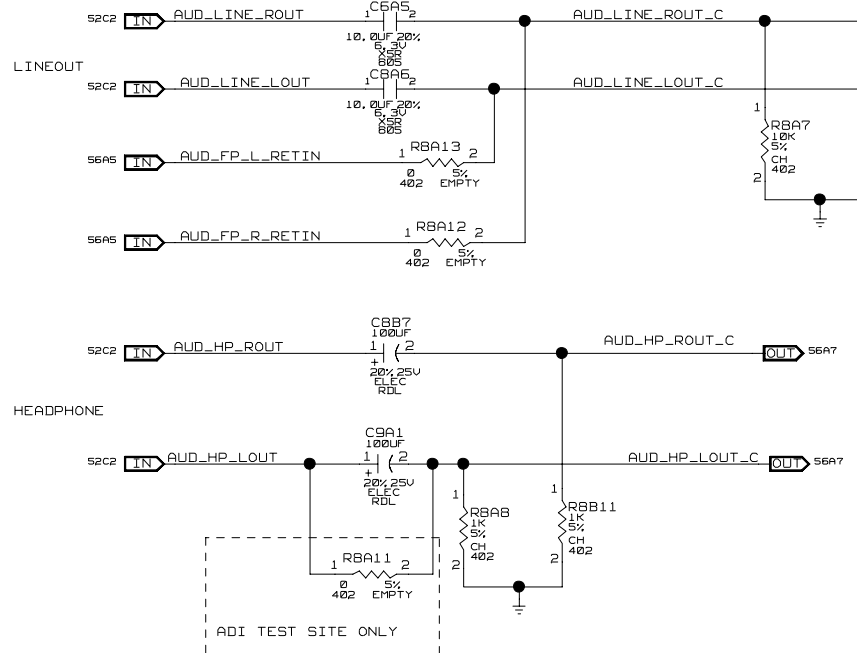 C6A5
52C2 IN AUD_LINE_ROUT 1 2 AUD_LINE_ROUT_C
10.0UF 20%
6.3V
X5R
805
LINEOUT
C8A6
52C2 IN AUD_LINE_LOUT 1 2 AUD_LINE_LOUT_C
10.0UF 20%
6.3V
X5R
805
1
R8A7
10K
5%
CH
402
2
R8A13
56A5 IN AUD_FP_L_RETIN 1 2
0 5%
402 EMPTY
R8A12
56A5 IN AUD_FP_R_RETIN 1 2
0 5%
402 EMPTY
C8B7
100UF
52C2 IN AUD_HP_ROUT 1 2 AUD_HP_ROUT_C OUT 56A7
+
20% 25V
ELEC
RDL
HEADPHONE
C9A1
100UF
52C2 IN AUD_HP_LOUT 1 2 AUD_HP_LOUT_C OUT 56A7
+
20% 25V
ELEC
RDL
1
R8A8
1K
5%
CH
402
2
1
R8B11
1K
5%
CH
402
2
R8A11
1 2
0 5%
402 EMPTY
ADI TEST SITE ONLY